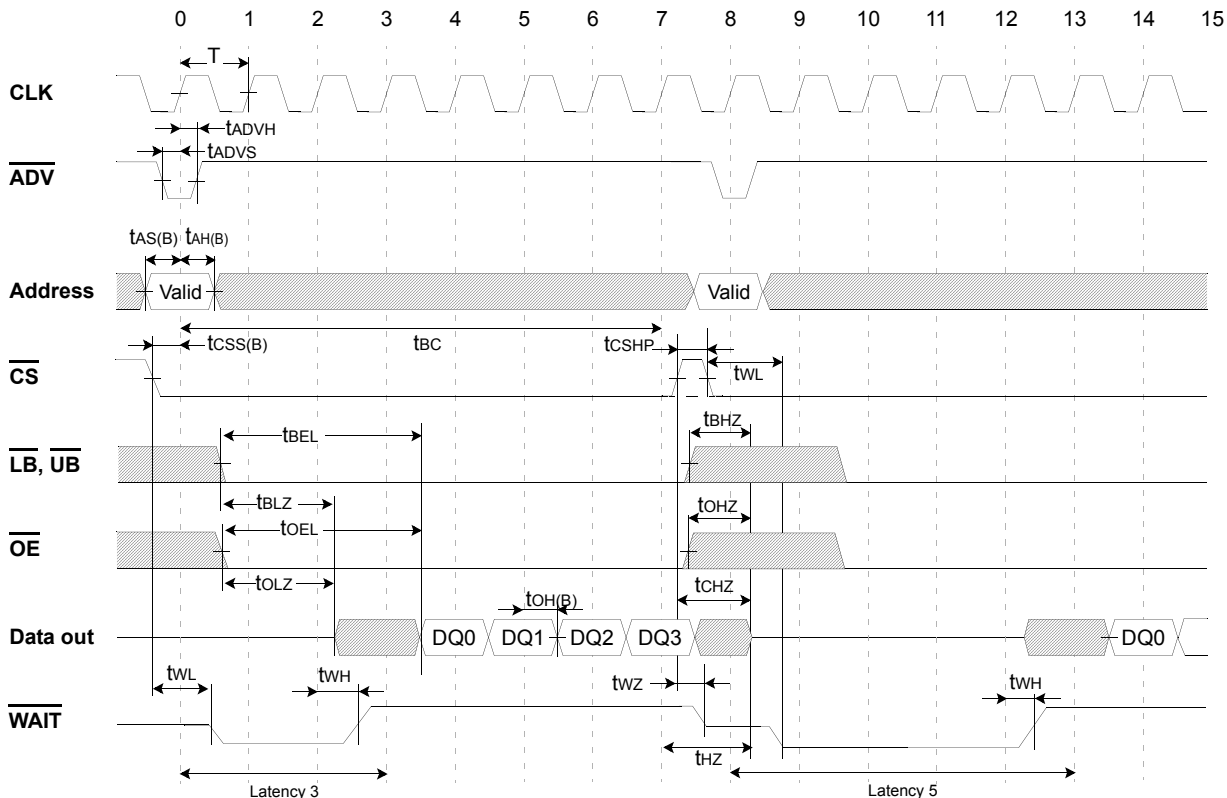 0 1 2 3 4 5 6 7 8 9 10 11 12 13 14 15
T
CLK
tADVH
tADVS
ADV
tAS(B) tAH(B)
Address Valid Valid
tCSS(B) tBC tCSHP
CS tWL
tBEL tBHZ
LB, UB
tBLZ
tOEL tOHZ
OE
tOLZ tCHZ
tOH(B)
Data out DQ0 DQ1 DQ2 DQ3 DQ0
tWL tWH tWZ tWH
WAIT
tHZ
Latency 3 Latency 5